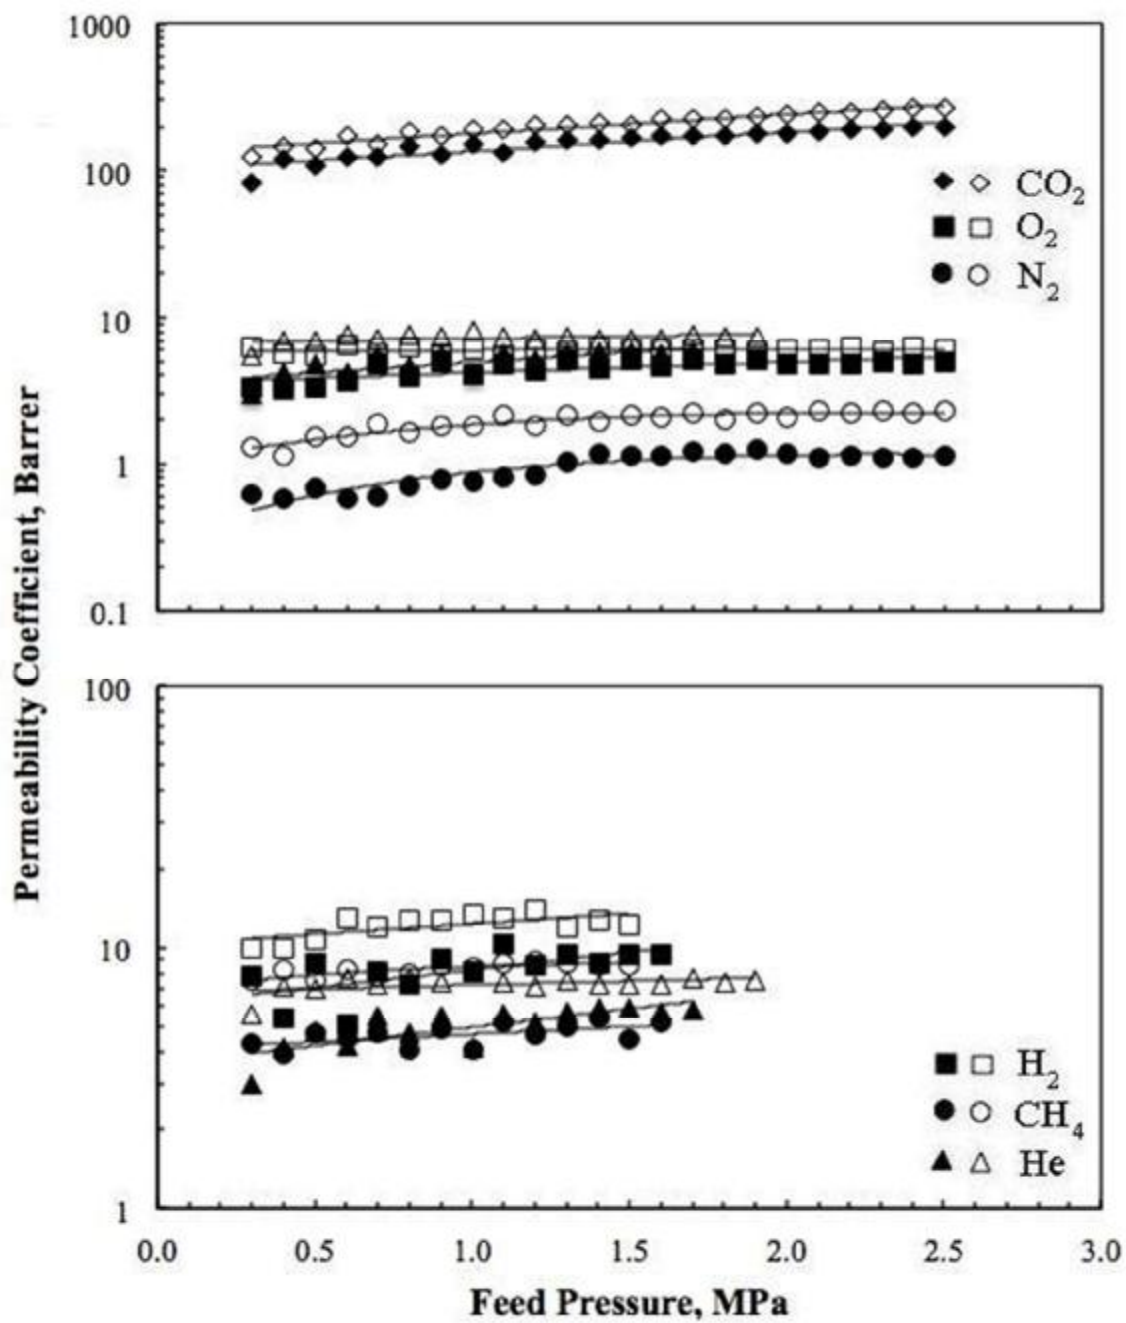 1000
100
10
1
0.1
CO2
O2
N2
Permeability Coefficient, Barrer
100
10
1
H2
CH4
He
0.0 0.5 1.0 1.5 2.0 2.5 3.0
Feed Pressure, MPa